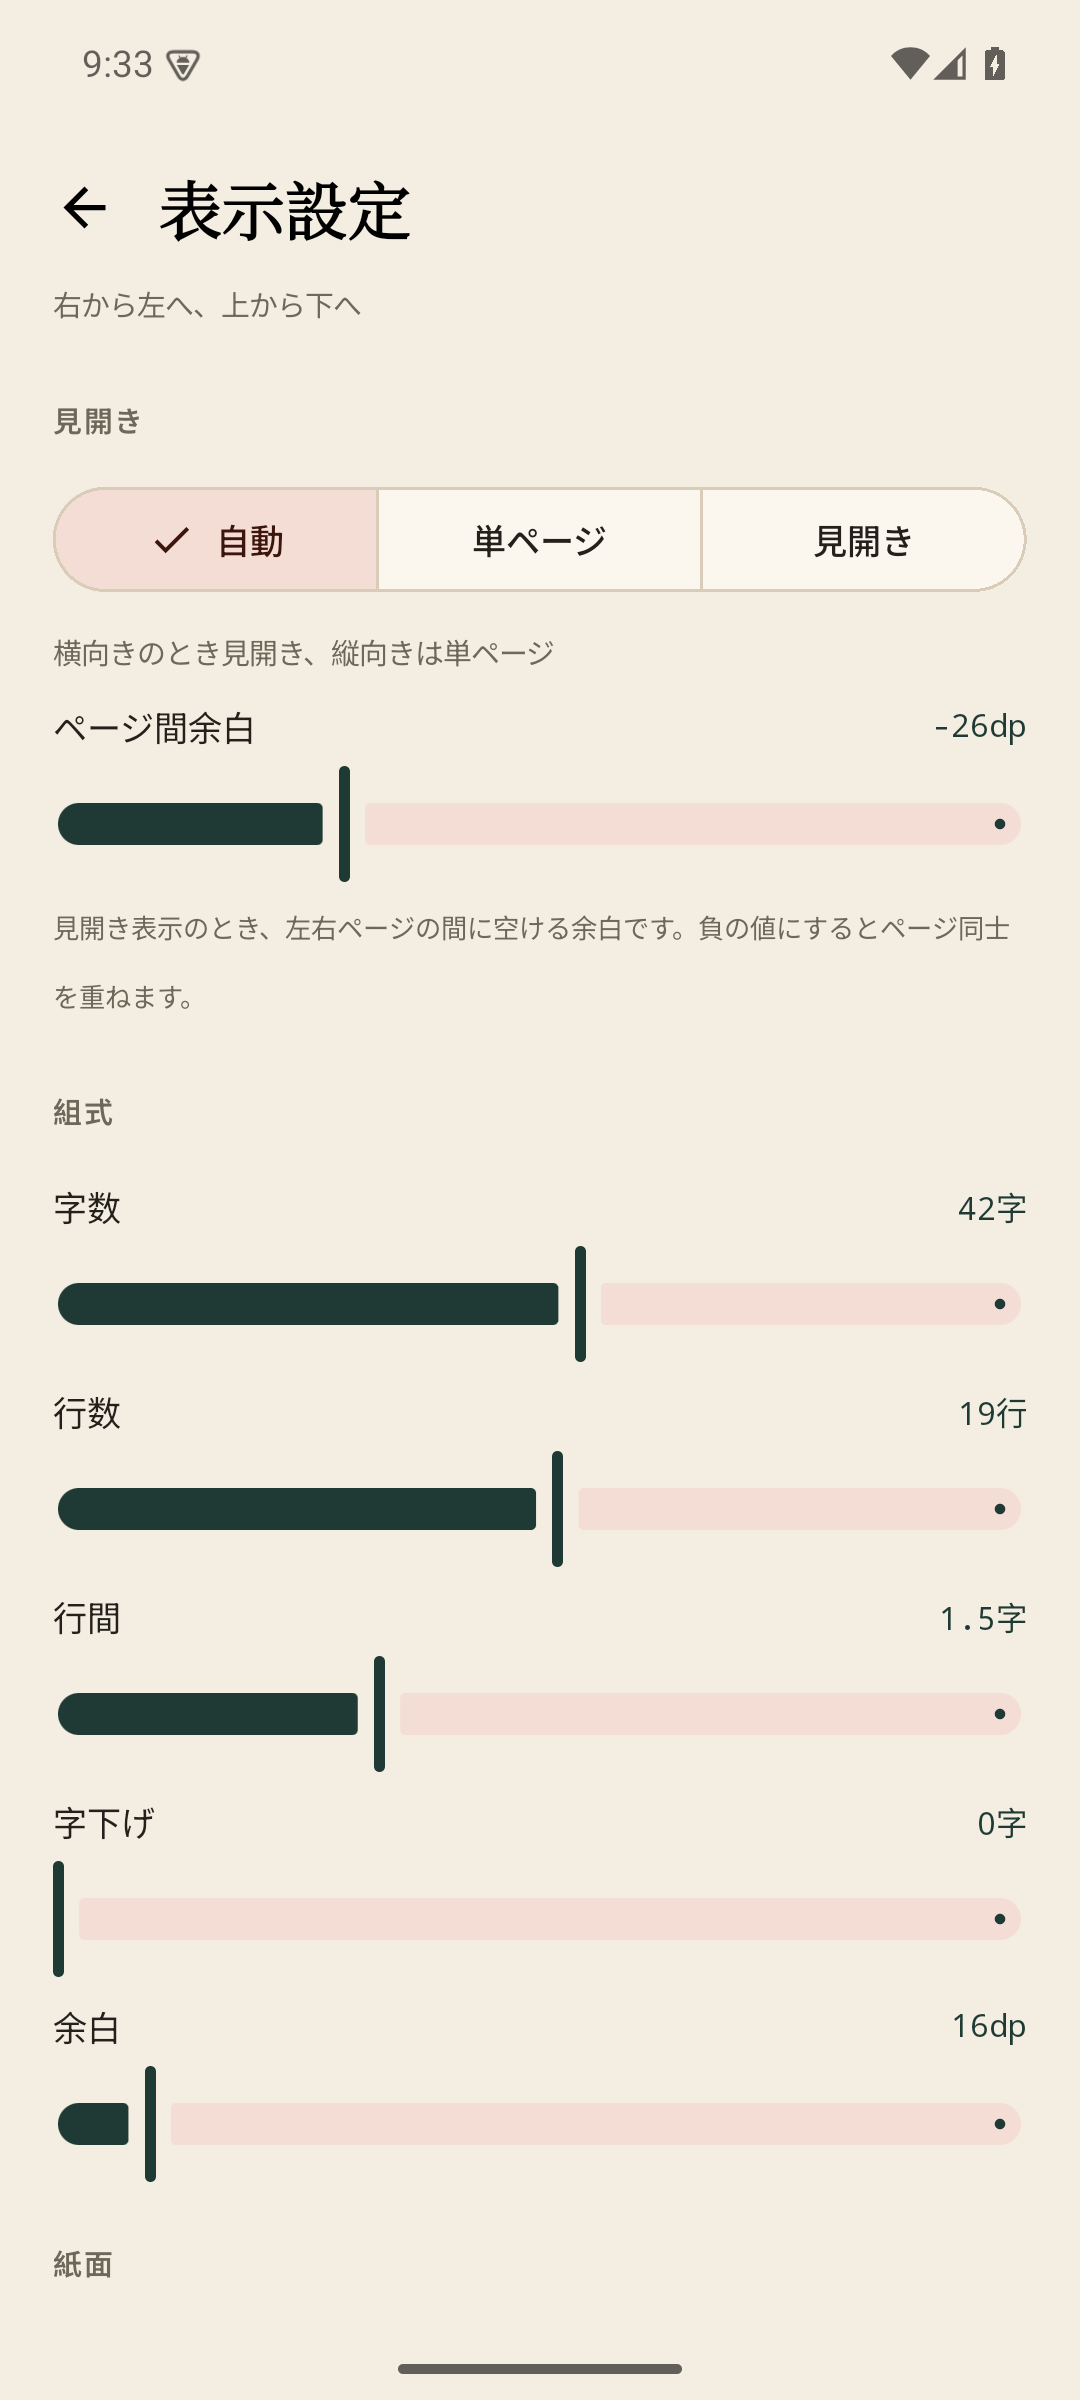 9:33
表示設定
右から左へ、上から下へ
見開き
自動
単ページ
見開き
横向きのとき見開き、縦向きは単ページ
ページ間余白
-26dp
見開き表示のとき、左右ページの間に空ける余白です。負の値にするとページ同士
を重ねます。
組式
字数
42字
行数
19行
行間
1.5字
字下げ
0字
余白
16dp
紙面